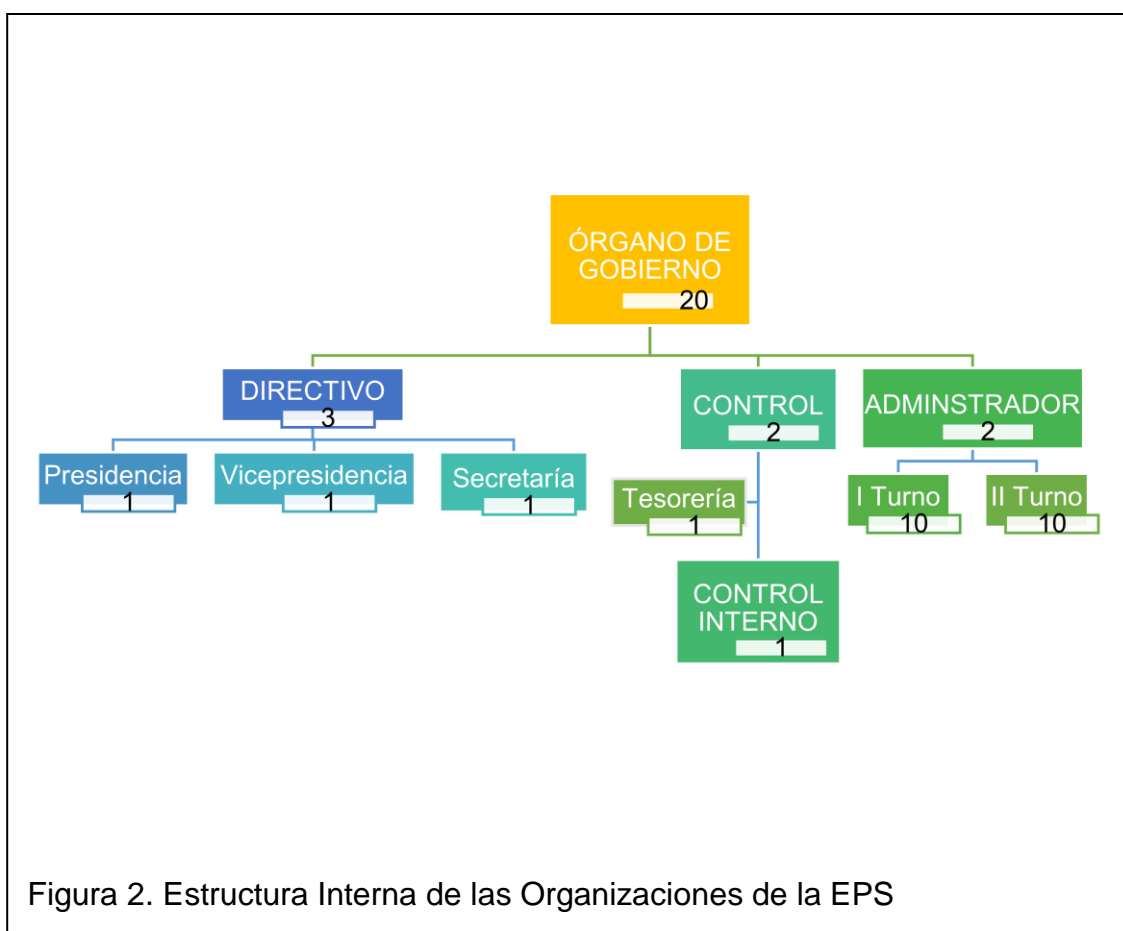 ÓRGANO DE
GOBIERNO
20
DIRECTIVO
3
CONTROL
2
ADMINSTRADOR
2
Presidencia
1
Vicepresidencia
1
Secretaría
1
Tesorería
1
I Turno
10
II Turno
10
CONTROL
INTERNO
1
Figura 2. Estructura Interna de las Organizaciones de la EPS